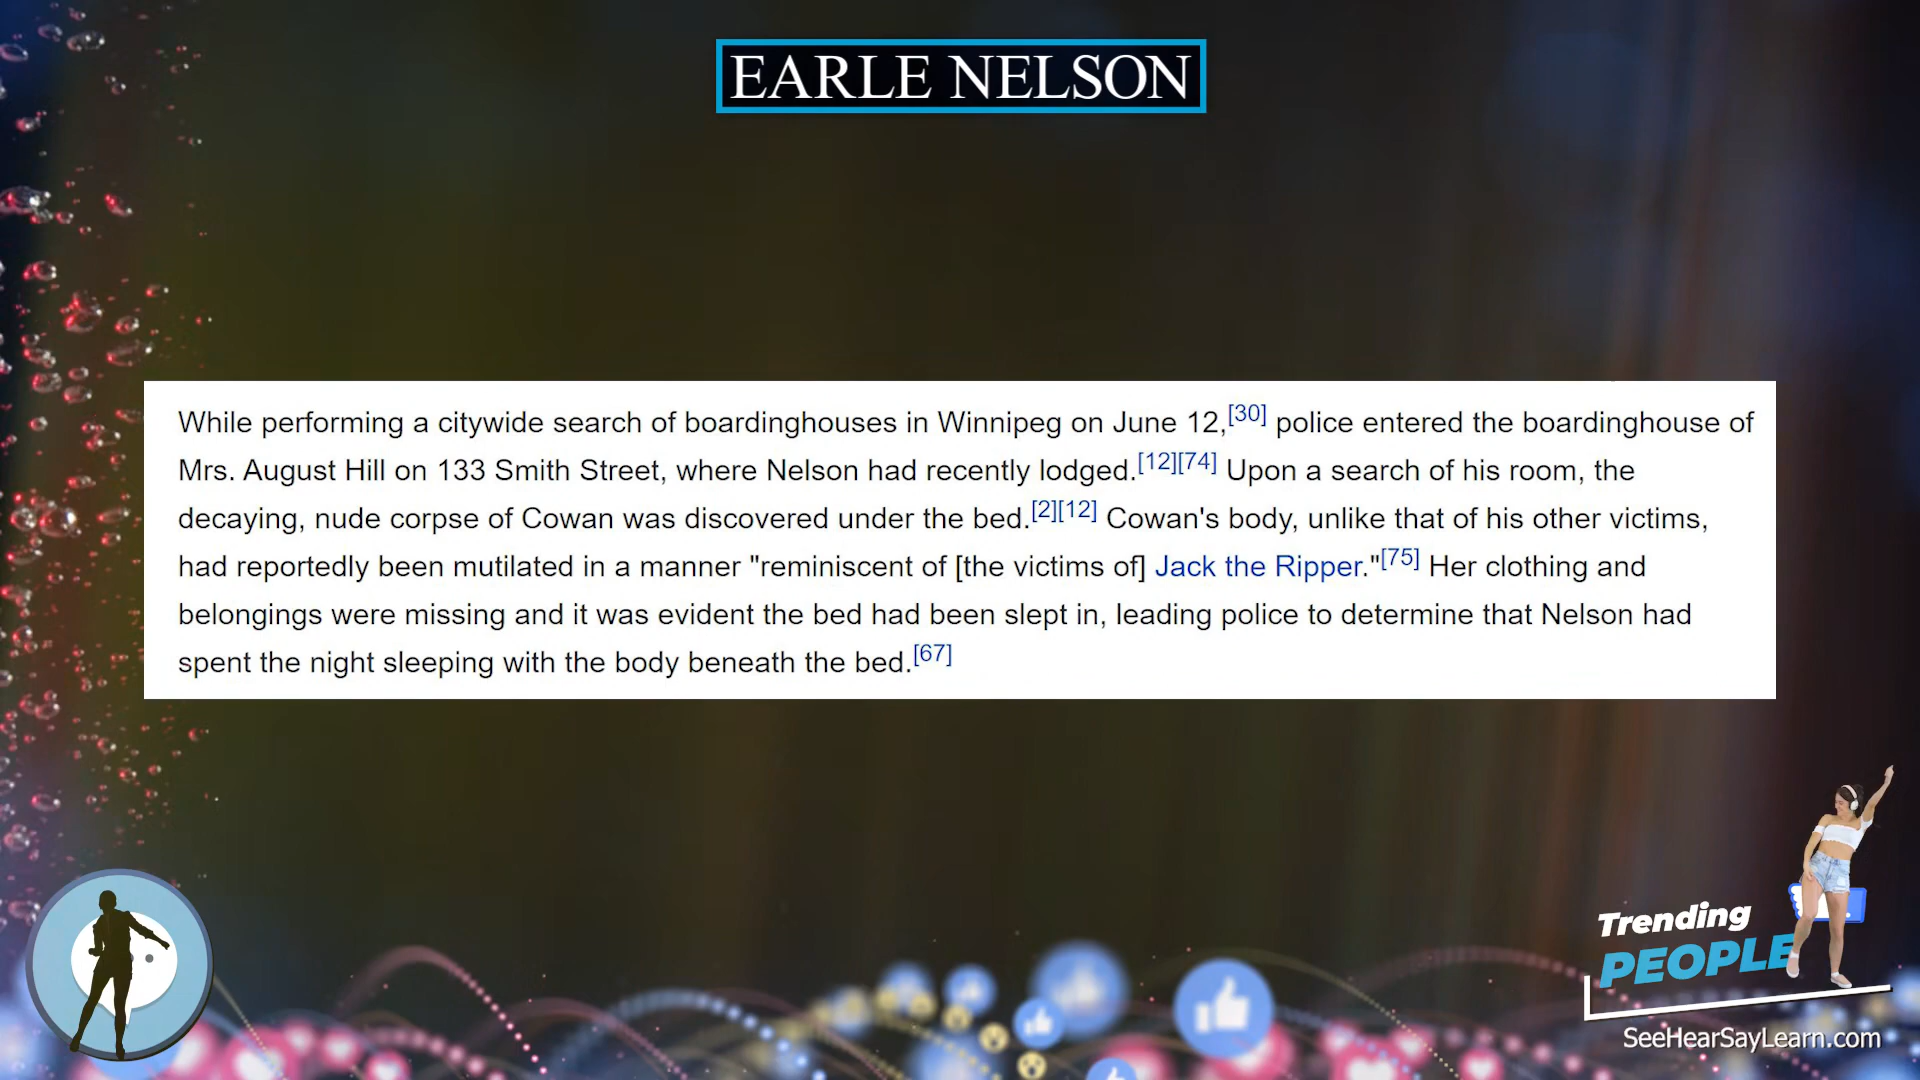 EARLE NELSON
While performing a citywide search of boardinghouses in Winnipeg on June 12,[30] police entered the boardinghouse of
Mrs. August Hill on 133 Smith Street, where Nelson had recently lodged.[12][74] Upon a search of his room, the
decaying, nude corpse of Cowan was discovered under the bed.[2][12] Cowan's body, unlike that of his other victims,
had reportedly been mutilated in a manner "reminiscent of [the victims of] Jack the Ripper."[75] Her clothing and
belongings were missing and it was evident the bed had been slept in, leading police to determine that Nelson had
spent the night sleeping with the body beneath the bed.[67]
Trending
PEOPLE
SeeHearSayLearn.com